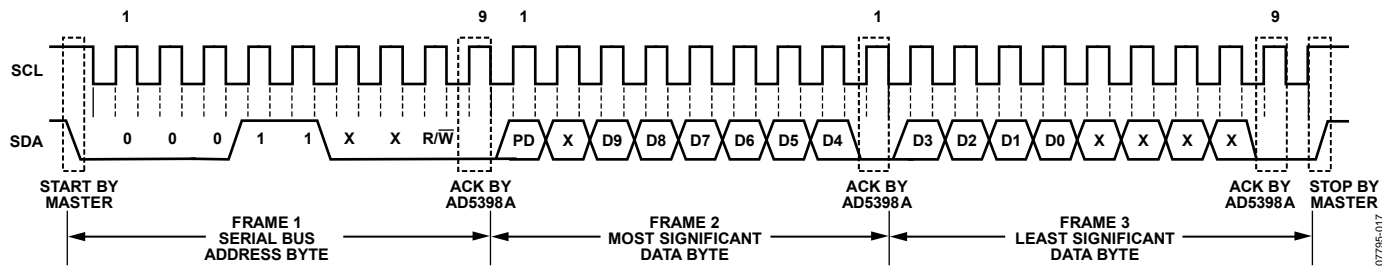 1 9 1 1 9
SCL
SDA
0 0 0 1 1 X X R/W̅ PD X D9 D8 D7 D6 D5 D4 D3 D2 D1 D0 X X X X
START BY
MASTER
ACK BY
AD5398A
ACK BY
AD5398A
ACK BY
AD5398A
STOP BY
MASTER
FRAME 1
SERIAL BUS
ADDRESS BYTE
FRAME 2
MOST SIGNIFICANT
DATA BYTE
FRAME 3
LEAST SIGNIFICANT
DATA BYTE
07795-017